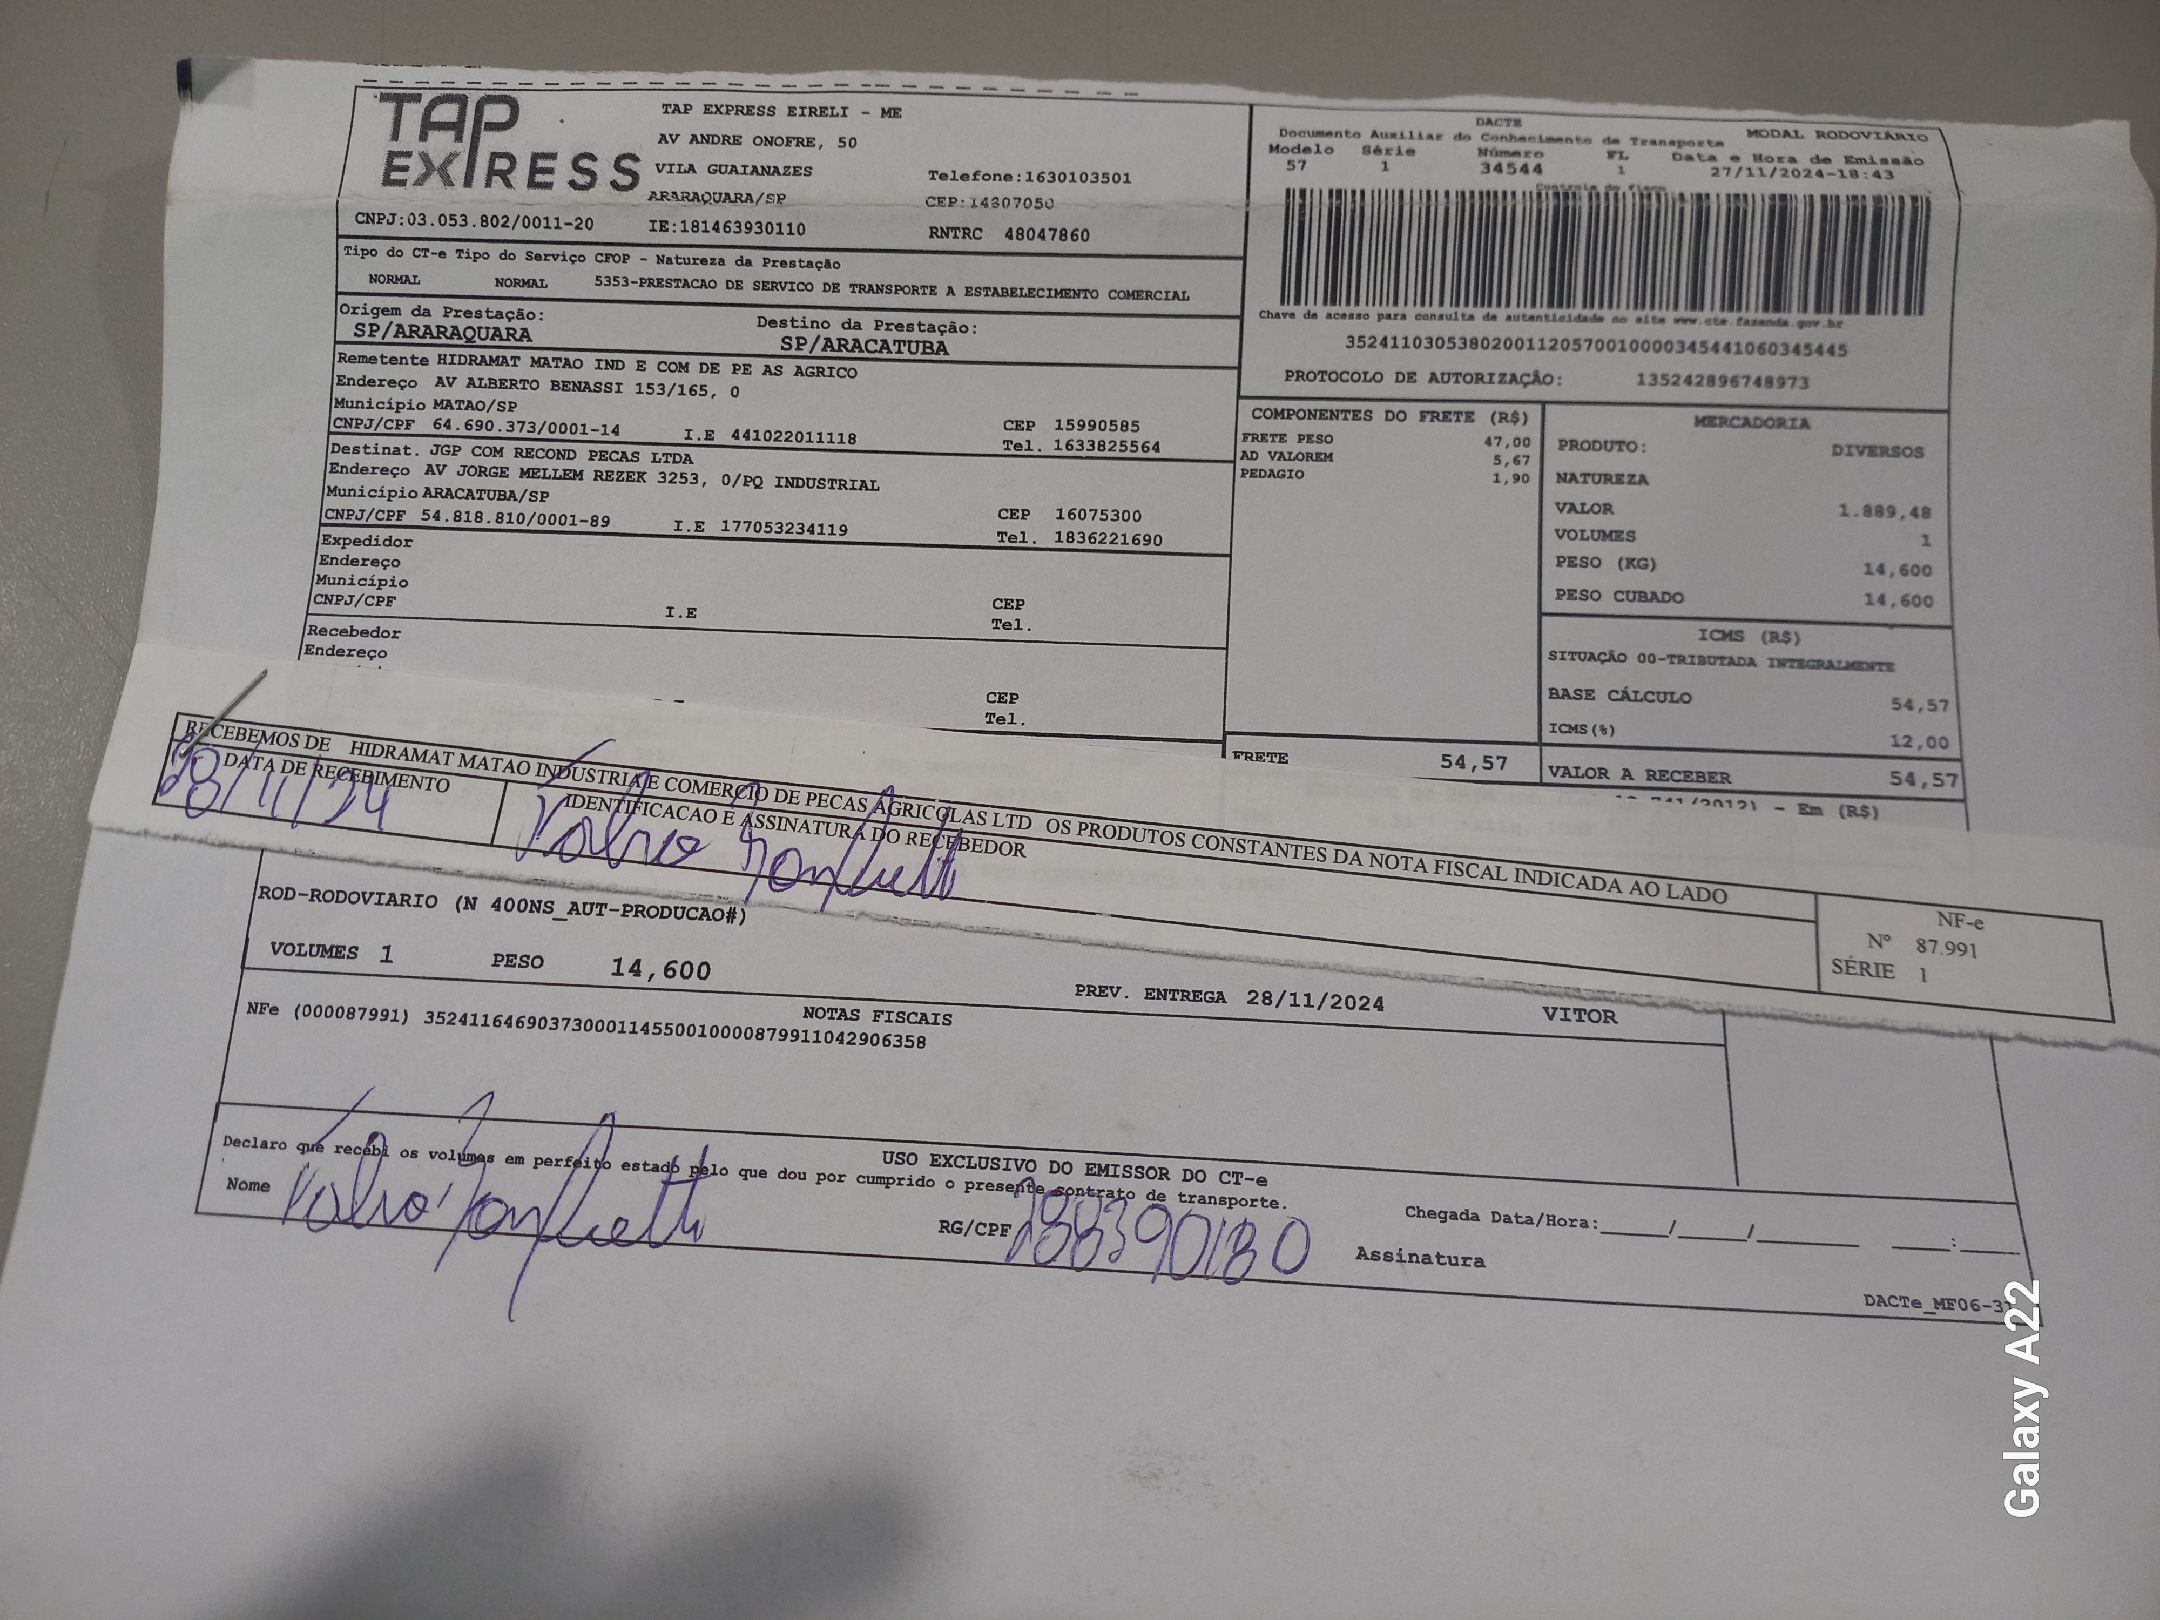 TAP EXPRESS
TAP EXPRESS EIRELI - ME
AV ANDRE ONOFRE, 50
VILA GUAIANAZES Telefone:1630103501
ARARAQUARA/SP CEP:14807050
CNPJ:03.053.802/0011-20 IE:181463930110 RNTRC 48047860
DACTE MODAL RODOVIÁRIO
Documento Auxiliar do Conhecimento de Transporte
Modelo Série Número FL Data e Hora de Emissão
57 1 34544 1 27/11/2024-18:43
Controle do Fisco
Chave de acesso para consulta de autenticidade no site www.cte.fazenda.gov.br
35241103053802001120570010000345441060345445
PROTOCOLO DE AUTORIZAÇÃO: 135242896748973
Tipo do CT-e Tipo do Serviço CFOP - Natureza da Prestação
NORMAL NORMAL 5353-PRESTACAO DE SERVICO DE TRANSPORTE A ESTABELECIMENTO COMERCIAL
Origem da Prestação: Destino da Prestação:
SP/ARARAQUARA SP/ARACATUBA
Remetente HIDRAMAT MATAO IND E COM DE PE AS AGRICO
Endereço AV ALBERTO BENASSI 153/165, 0
Município MATAO/SP CEP 15990585
CNPJ/CPF 64.690.373/0001-14 I.E 441022011118 Tel. 1633825564
Destinat. JGP COM RECOND PECAS LTDA
Endereço AV JORGE MELLEM REZEK 3253, 0/PQ INDUSTRIAL
Município ARACATUBA/SP CEP 16075300
CNPJ/CPF 54.818.810/0001-89 I.E 177053234119 Tel. 1836221690
Expedidor
Endereço
Município CEP
CNPJ/CPF I.E Tel.
Recebedor
Endereço
CEP
Tel.
COMPONENTES DO FRETE (R$)
FRETE PESO 47,00
AD VALOREM 5,67
PEDAGIO 1,90
FRETE 54,57
MERCADORIA
PRODUTO: DIVERSOS
NATUREZA
VALOR 1.889,48
VOLUMES 1
PESO (KG) 14,600
PESO CUBADO 14,600
ICMS (R$)
SITUAÇÃO 00-TRIBUTADA INTEGRALMENTE
BASE CÁLCULO 54,57
ICMS(%) 12,00
VALOR A RECEBER 54,57
741/2012) - Em (R$)
RECEBEMOS DE HIDRAMAT MATAO INDUSTRIA E COMERCIO DE PECAS AGRICOLAS LTD OS PRODUTOS CONSTANTES DA NOTA FISCAL INDICADA AO LADO
DATA DE RECEBIMENTO IDENTIFICACAO E ASSINATURA DO RECEBEDOR
28/11/24
NF-e
Nº 87.991
SÉRIE 1
ROD-RODOVIARIO (N 400NS_AUT-PRODUCAO#)
VOLUMES 1 PESO 14,600 PREV. ENTREGA 28/11/2024 VITOR
NOTAS FISCAIS
NFe (000087991) 35241164690373000114550010000879911042906358
USO EXCLUSIVO DO EMISSOR DO CT-e
Declaro que recebi os volumes em perfeito estado pelo que dou por cumprido o presente contrato de transporte.
Nome RG/CPF 288390180 Assinatura Chegada Data/Hora:____/____/______ ____:____
DACTe_MF06-3
Galaxy A22